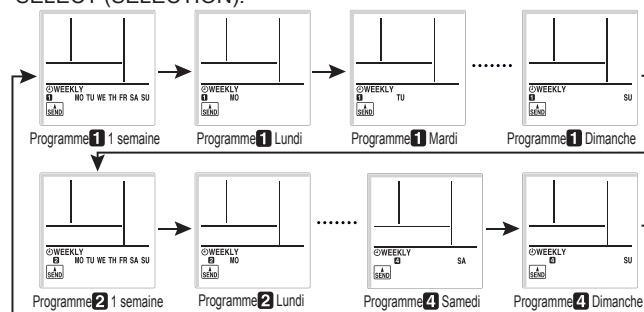 SELECT (SELECTION).
WEEKLY
1 MO TU WE TH FR SA SU
SEND
Programme 1 1 semaine
WEEKLY
1 MO
SEND
Programme 1 Lundi
WEEKLY
1 TU
SEND
Programme 1 Mardi
WEEKLY
1 SU
SEND
Programme 1 Dimanche
WEEKLY
2 MO TU WE TH FR SA SU
SEND
Programme 2 1 semaine
WEEKLY
2 MO
SEND
Programme 2 Lundi
WEEKLY
4 SA
SEND
Programme 4 Samedi
WEEKLY
4 SU
SEND
Programme 4 Dimanche